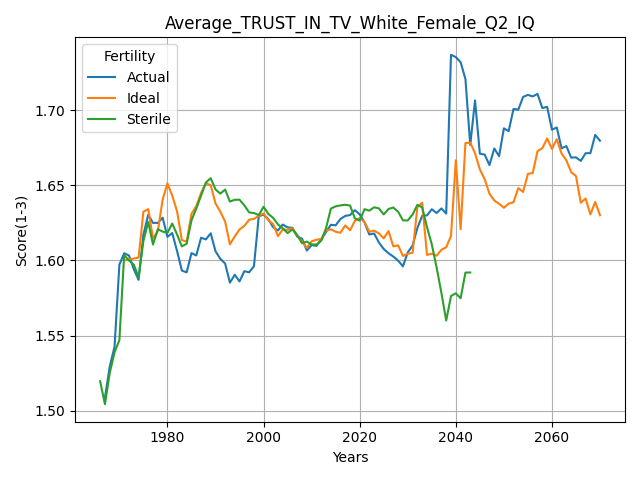 Average_TRUST_IN_TV_White_Female_Q2_IQ
Fertility
Actual
Ideal
Sterile
Score(1-3)
1.70
1.65
1.60
1.55
1.50
1980
2000
2020
2040
2060
Years